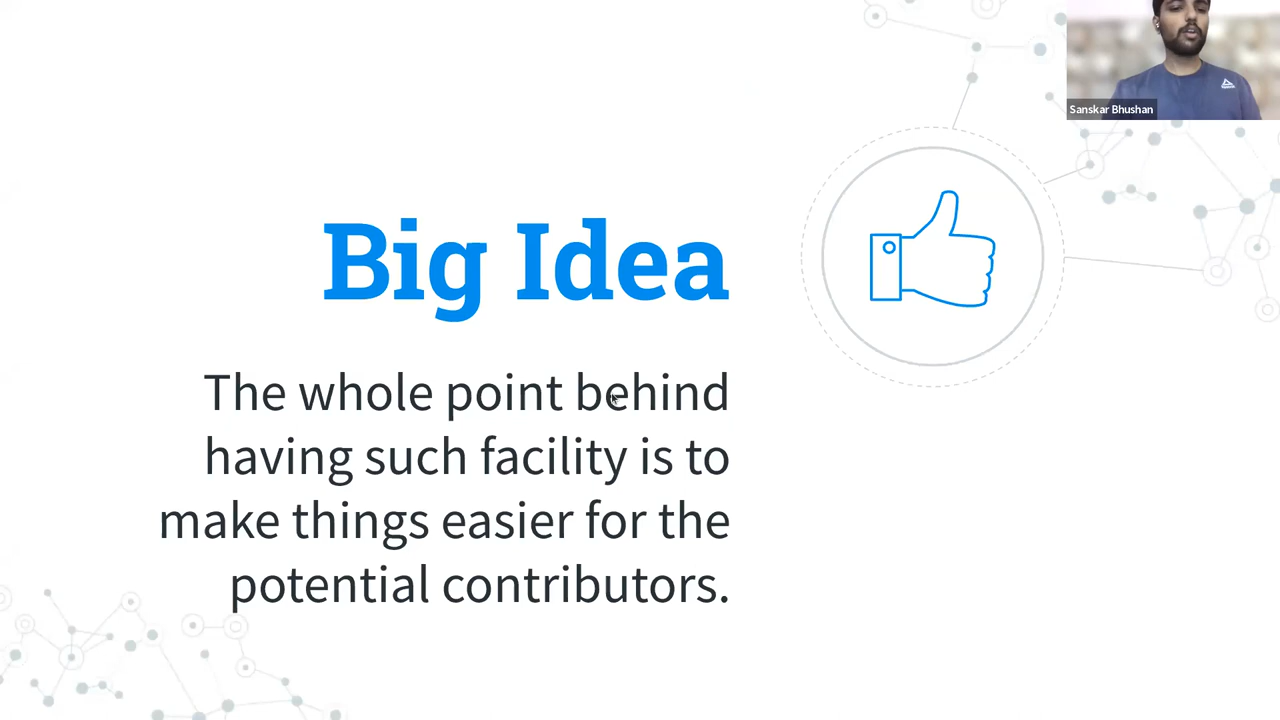 Sanskar Bhushan
Big Idea
The whole point behind
having such facility is to
make things easier for the
potential contributors.